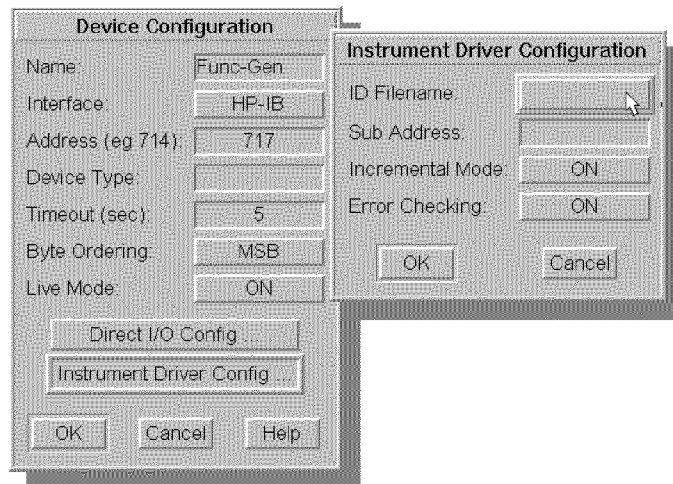 Device Configuration
Name:
Func-Gen
Interface:
HP-IB
Address (eg 714):
717
Device Type:
Timeout (sec):
5
Byte Ordering:
MSB
Live Mode:
ON
Direct I/O Config ...
Instrument Driver Config ...
OK
Cancel
Help
Instrument Driver Configuration
ID Filename:
Sub Address:
Incremental Mode:
ON
Error Checking:
ON
OK
Cancel